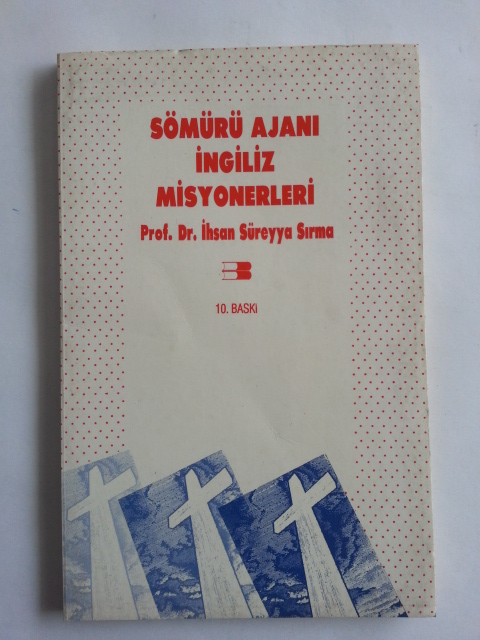 SÖMÜRÜ AJANI
İNGİLİZ
MİSYONERLERİ
Prof. Dr. İhsan Süreyya Sırma
10. BASKI